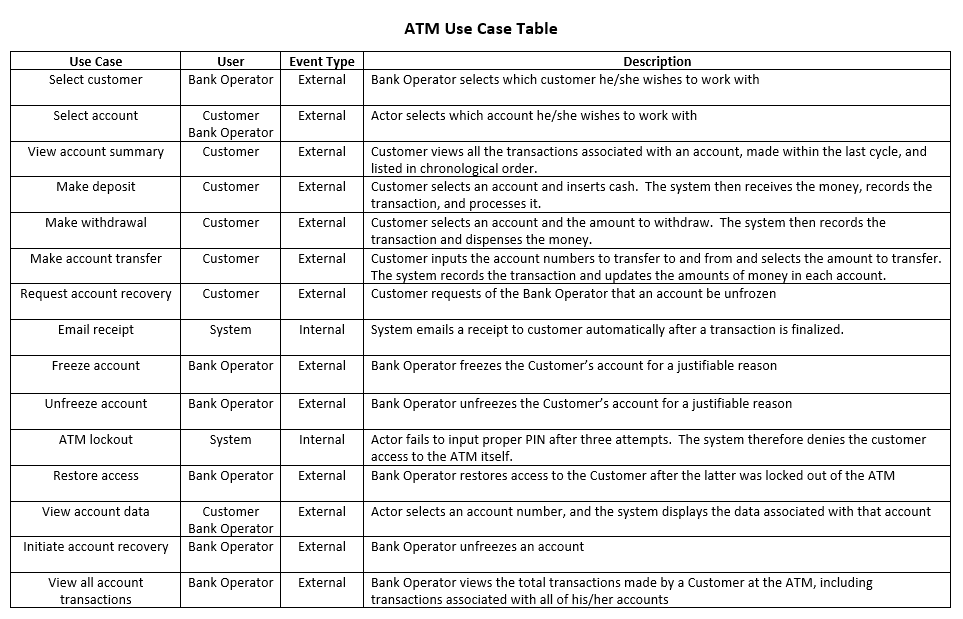 ATM Use Case Table
Use Case User Event Type Description
Select customer Bank Operator External Bank Operator selects which customer he/she wishes to work with
Select account Customer External Actor selects which account he/she wishes to work with
Bank Operator
View account summary Customer External Customer views all the transactions associated with an account, made within the last cycle, and
listed in chronological order.
Make deposit Customer External Customer selects an account and inserts cash.  The system then receives the money, records the
transaction, and processes it.
Make withdrawal Customer External Customer selects an account and the amount to withdraw.  The system then records the
transaction and dispenses the money.
Make account transfer Customer External Customer inputs the account numbers to transfer to and from and selects the amount to transfer.
The system records the transaction and updates the amounts of money in each account.
Request account recovery Customer External Customer requests of the Bank Operator that an account be unfrozen
Email receipt System Internal System emails a receipt to customer automatically after a transaction is finalized.
Freeze account Bank Operator External Bank Operator freezes the Customer’s account for a justifiable reason
Unfreeze account Bank Operator External Bank Operator unfreezes the Customer’s account for a justifiable reason
ATM lockout System Internal Actor fails to input proper PIN after three attempts.  The system therefore denies the customer
access to the ATM itself.
Restore access Bank Operator External Bank Operator restores access to the Customer after the latter was locked out of the ATM
View account data Customer External Actor selects an account number, and the system displays the data associated with that account
Bank Operator
Initiate account recovery Bank Operator External Bank Operator unfreezes an account
View all account Bank Operator External Bank Operator views the total transactions made by a Customer at the ATM, including
transactions transactions associated with all of his/her accounts